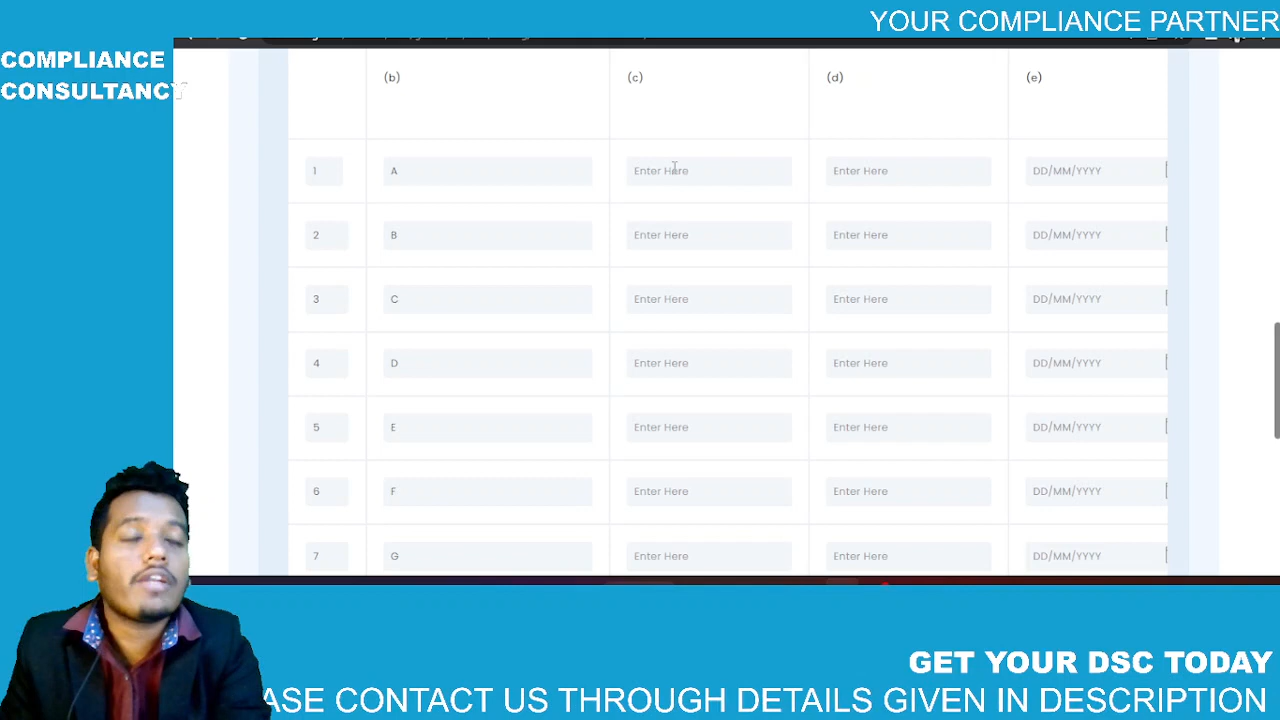 YOUR COMPLIANCE PARTNER
COMPLIANCE
CONSULTANCY
(b) (c) (d) (e)
1 A Enter Here Enter Here DD/MM/YYYY
2 B Enter Here Enter Here DD/MM/YYYY
3 C Enter Here Enter Here DD/MM/YYYY
4 D Enter Here Enter Here DD/MM/YYYY
5 E Enter Here Enter Here DD/MM/YYYY
6 F Enter Here Enter Here DD/MM/YYYY
7 G Enter Here Enter Here DD/MM/YYYY
GET YOUR DSC TODAY
ASE CONTACT US THROUGH DETAILS GIVEN IN DESCRIPTION